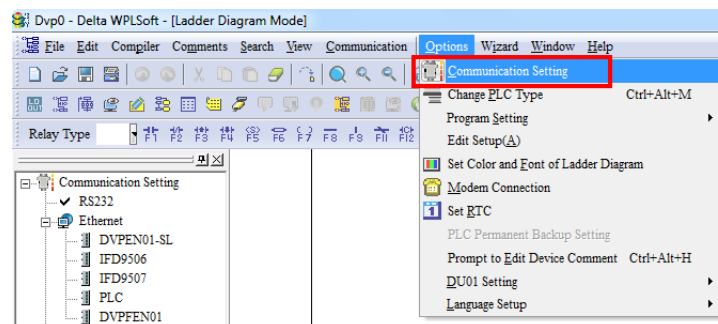 Dvp0 - Delta WPLSoft - [Ladder Diagram Mode]
File Edit Compiler Comments Search View Communication Options Wizard Window Help
Communication Setting
Change PLC Type Ctrl+Alt+M
Program Setting
Edit Setup(A)
Set Color and Font of Ladder Diagram
Modem Connection
Set RTC
PLC Permanent Backup Setting
Prompt to Edit Device Comment Ctrl+Alt+H
DU01 Setting
Language Setup
Relay Type F1 F2 F3 F4 F5 F6 F7 F8 F9 F11 F12
Communication Setting
RS232
Ethernet
DVPEN01-SL
IFD9506
IFD9507
PLC
DVPFEN01